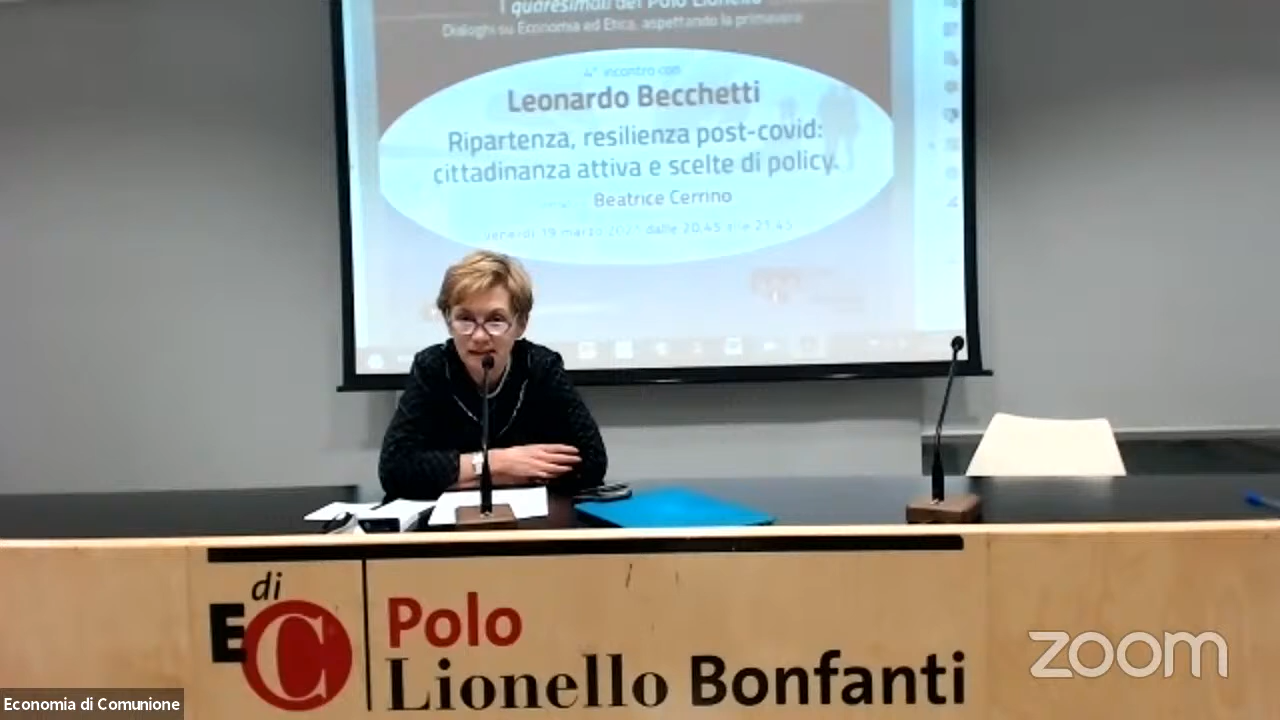 I quaresimali del Polo Lionello
Dialoghi su Economia ed Etica, aspettando la primavera
4° incontro con
Leonardo Becchetti
Ripartenza, resilienza post-covid:
cittadinanza attiva e scelte di policy.
Beatrice Cerrino
venerdì 19 marzo 2021 dalle 20,45 alle 21,45
E di C
Polo
Lionello Bonfanti
zoom
Economia di Comunione